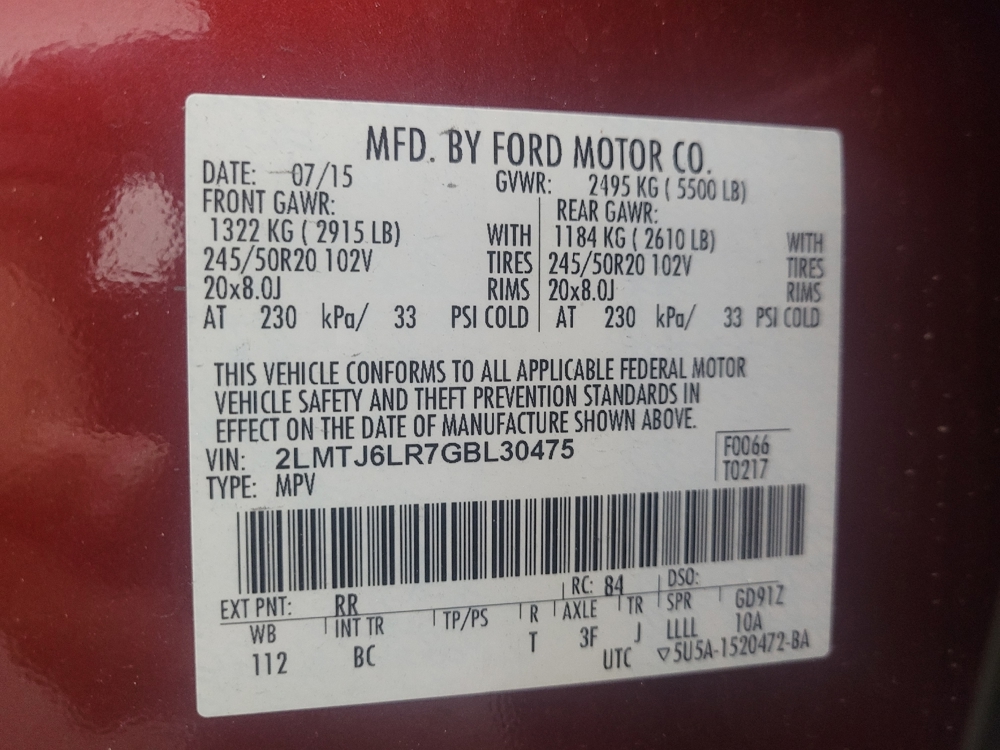 MFD. BY FORD MOTOR CO.
DATE: 07/15 GVWR: 2495 KG ( 5500 LB)
FRONT GAWR: REAR GAWR:
1322 KG ( 2915 LB) WITH 1184 KG ( 2610 LB) WITH
245/50R20 102V TIRES 245/50R20 102V TIRES
20x8.0J RIMS 20x8.0J RIMS
AT 230 kPa/ 33 PSI COLD AT 230 kPa/ 33 PSI COLD
THIS VEHICLE CONFORMS TO ALL APPLICABLE FEDERAL MOTOR
VEHICLE SAFETY AND THEFT PREVENTION STANDARDS IN
EFFECT ON THE DATE OF MANUFACTURE SHOWN ABOVE.
VIN: 2LMTJ6LR7GBL30475 F0066
TYPE: MPV T0217
EXT PNT: RR RC: 84 DSO:
WB INT TR TP/PS R AXLE TR SPR GD91Z
112 BC T 3F J LLLL 10A
UTC ▽5U5A-1520472-BA